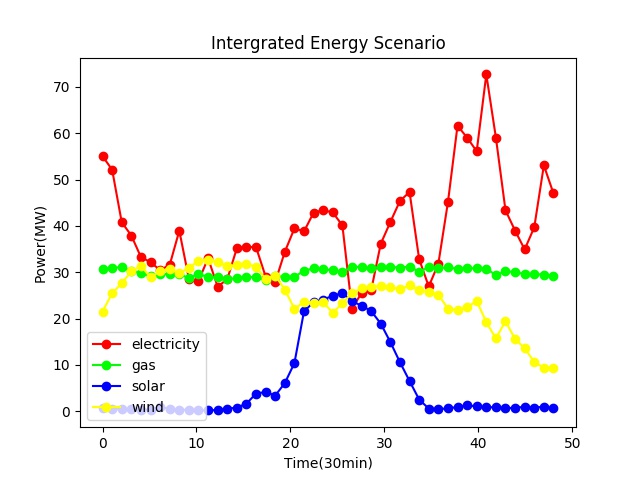 Intergrated Energy Scenario
Power(MW)
70
60
50
40
30
20
10
0
electricity
gas
solar
wind
0 10 20 30 40 50
Time(30min)